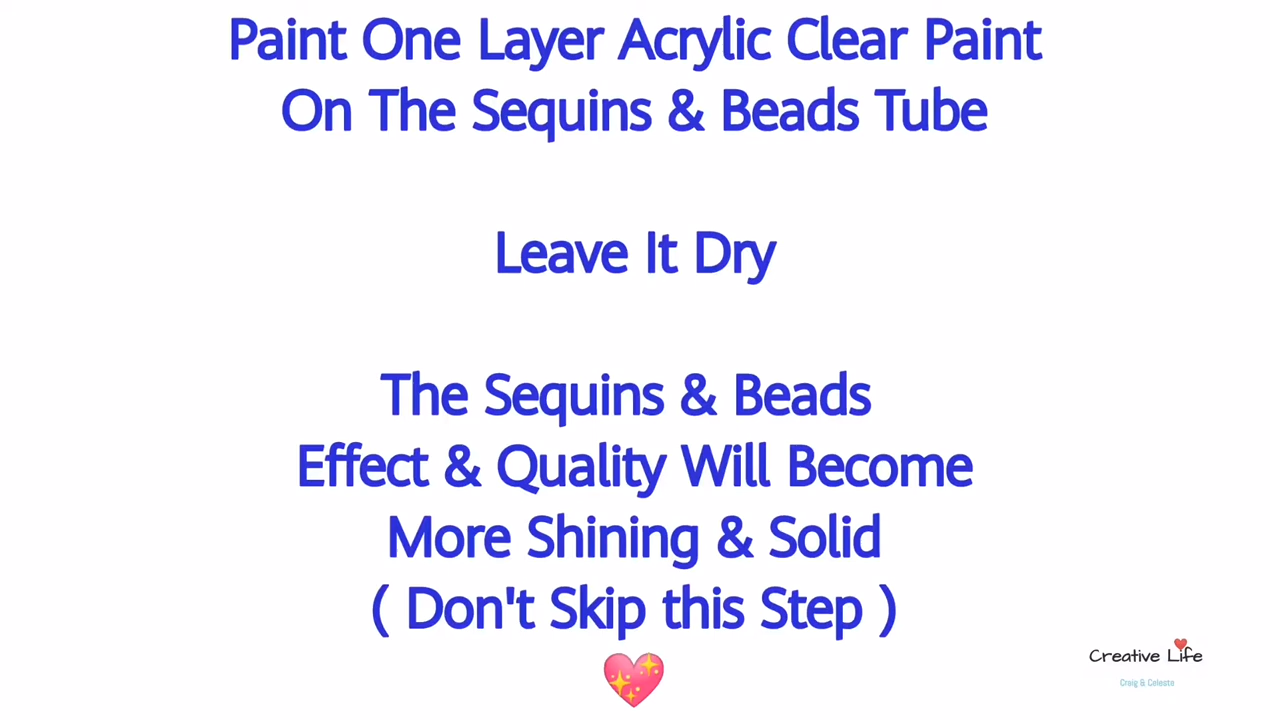 Paint One Layer Acrylic Clear Paint
On The Sequins & Beads Tube
Leave It Dry
The Sequins & Beads
Effect & Quality Will Become
More Shining & Solid
( Don't Skip this Step )
Creative Life
Craig & Celeste